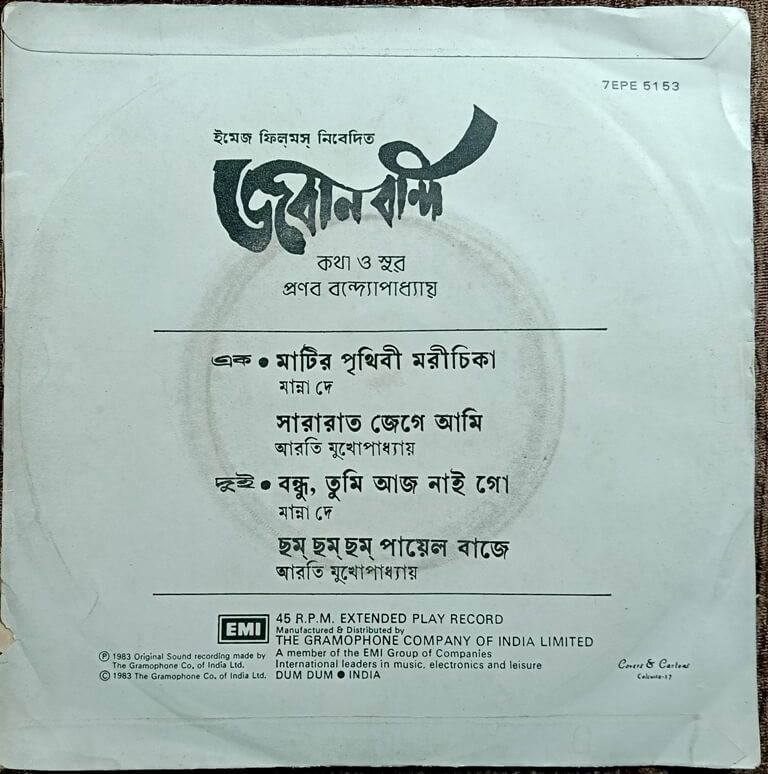 7EPE 5153
ইমেজ ফিল্মস্ নিবেদিত
জবান বন্দি
কথা ও সুর
প্রণব বন্দ্যোপাধ্যায়
এক • মাটির পৃথিবী মরীচিকা
মান্না দে
সারারাত জেগে আমি
আরতি মুখোপাধ্যায়
দুই • বন্ধু, তুমি আজ নাই গো
মান্না দে
ছম্ ছম্ ছম্ পায়েল বাজে
আরতি মুখোপাধ্যায়
EMI
45 R.P.M. EXTENDED PLAY RECORD
Manufactured & Distributed by
THE GRAMOPHONE COMPANY OF INDIA LIMITED
A member of the EMI Group of Companies
International leaders in music, electronics and leisure
DUM DUM ● INDIA
Ⓟ 1983 Original Sound recording made by
The Gramophone Co. of India Ltd.
© 1983 The Gramophone Co. of India Ltd.
Covers & Cartons
Calcutta-17